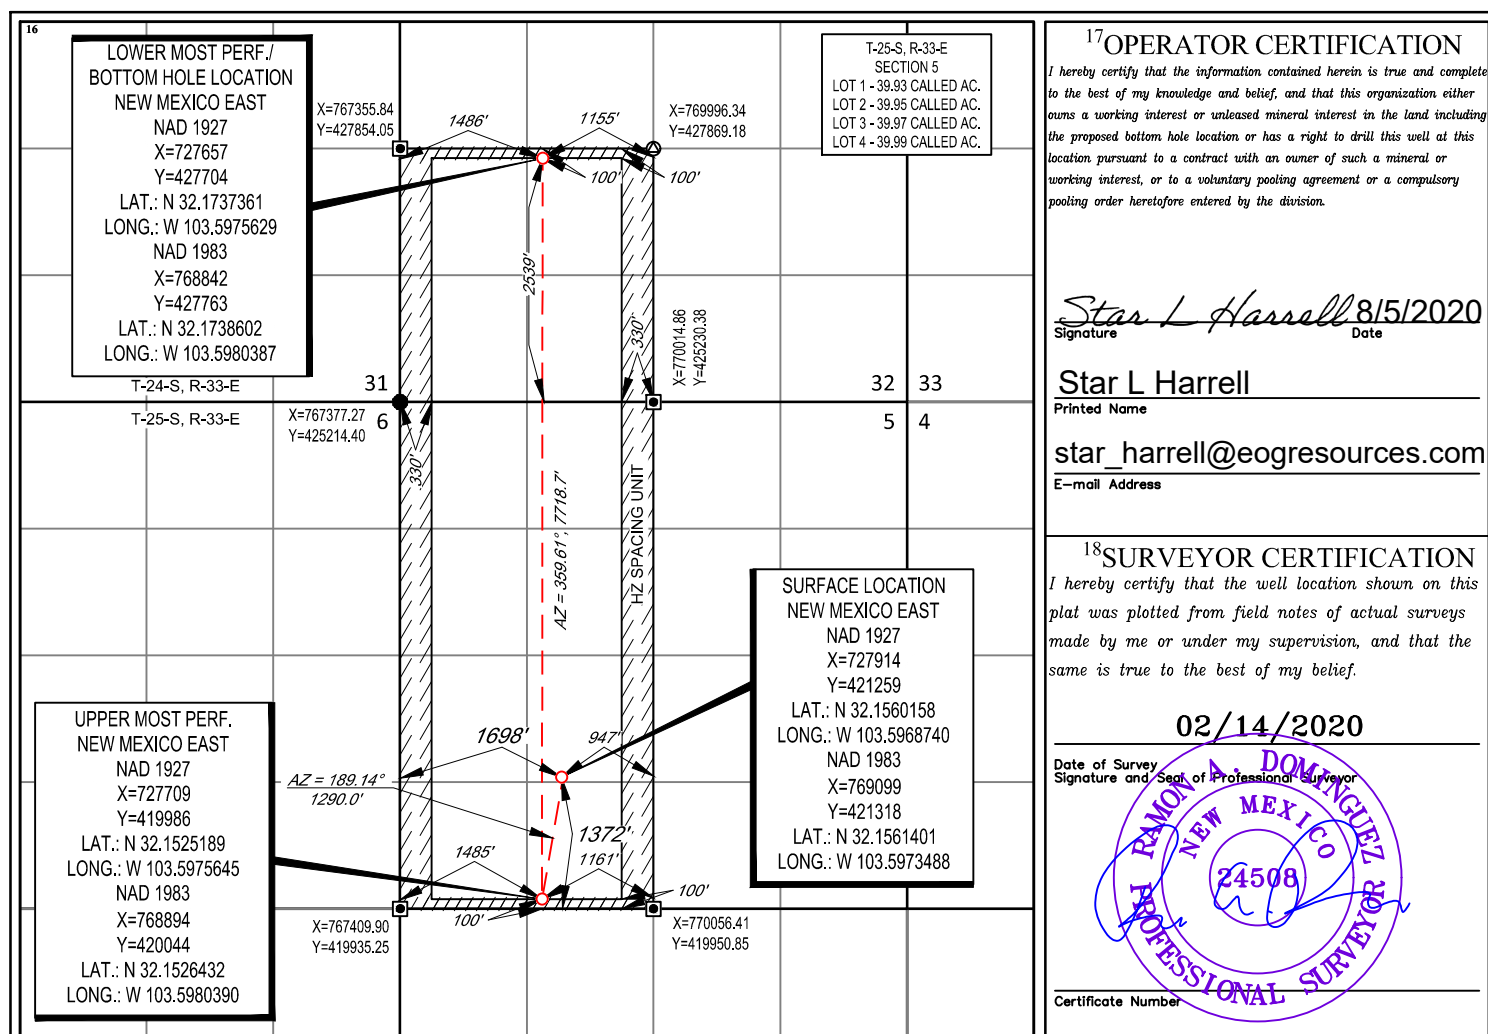 16
LOWER MOST PERF./
BOTTOM HOLE LOCATION
NEW MEXICO EAST
NAD 1927
X=727657
Y=427704
LAT.: N 32.1737361
LONG.: W 103.5975629
NAD 1983
X=768842
Y=427763
LAT.: N 32.1738602
LONG.: W 103.5980387
X=767355.84
Y=427854.05
1486'
1155'
X=769996.34
Y=427869.18
100'
100'
T-25-S, R-33-E
SECTION 5
LOT 1 - 39.93 CALLED AC.
LOT 2 - 39.95 CALLED AC.
LOT 3 - 39.97 CALLED AC.
LOT 4 - 39.99 CALLED AC.
2539'
330'
X=770014.86
Y=425230.38
T-24-S, R-33-E
31
32
33
T-25-S, R-33-E
X=767377.27
Y=425214.40
6
5
4
330'
AZ = 359.61°, 7718.7'
HZ SPACING UNIT
SURFACE LOCATION
NEW MEXICO EAST
NAD 1927
X=727914
Y=421259
LAT.: N 32.1560158
LONG.: W 103.5968740
NAD 1983
X=769099
Y=421318
LAT.: N 32.1561401
LONG.: W 103.5973488
UPPER MOST PERF.
NEW MEXICO EAST
NAD 1927
X=727709
Y=419986
LAT.: N 32.1525189
LONG.: W 103.5975645
NAD 1983
X=768894
Y=420044
LAT.: N 32.1526432
LONG.: W 103.5980390
1698'
947'
AZ = 189.14°
1290.0'
1372'
1485'
1161'
100'
100'
X=767409.90
Y=419935.25
X=770056.41
Y=419950.85
17OPERATOR CERTIFICATION
I hereby certify that the information contained herein is true and complete
to the best of my knowledge and belief, and that this organization either
owns a working interest or unleased mineral interest in the land including
the proposed bottom hole location or has a right to drill this well at this
location pursuant to a contract with an owner of such a mineral or
working interest, or to a voluntary pooling agreement or a compulsory
pooling order heretofore entered by the division.
Star L Harrell 8/5/2020
Signature Date
Star L Harrell
Printed Name
star_harrell@eogresources.com
E-mail Address
18SURVEYOR CERTIFICATION
I hereby certify that the well location shown on this
plat was plotted from field notes of actual surveys
made by me or under my supervision, and that the
same is true to the best of my belief.
02/14/2020
Date of Survey
Signature and Seal of Professional Surveyor
RAMON A. DOMINGUEZ
NEW MEXICO
24508
PROFESSIONAL SURVEYOR
Certificate Number